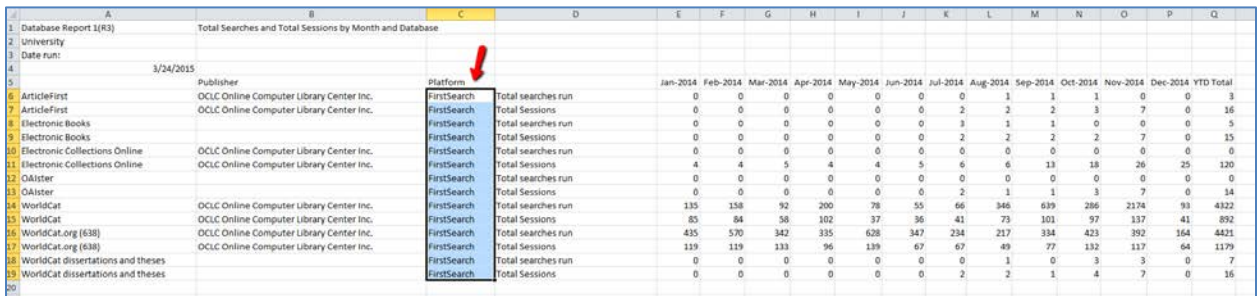 A B C D E F G H I J K L M N O P Q
1 Database Report 1(R3) Total Searches and Total Sessions by Month and Database
2 University
3 Date run:
4 3/24/2015
5 Publisher Platform Jan-2014 Feb-2014 Mar-2014 Apr-2014 May-2014 Jun-2014 Jul-2014 Aug-2014 Sep-2014 Oct-2014 Nov-2014 Dec-2014 YTD Total
6 ArticleFirst OCLC Online Computer Library Center Inc. FirstSearch Total searches run 0 0 0 0 0 0 0 1 1 1 0 0 3
7 ArticleFirst OCLC Online Computer Library Center Inc. FirstSearch Total Sessions 0 0 0 0 0 0 2 2 2 3 7 0 16
8 Electronic Books FirstSearch Total searches run 0 0 0 0 0 0 3 1 1 0 0 0 5
9 Electronic Books FirstSearch Total Sessions 0 0 0 0 0 0 2 2 2 2 7 0 15
10 Electronic Collections Online OCLC Online Computer Library Center Inc. FirstSearch Total searches run 0 0 0 0 0 0 0 0 0 0 0 0 0
11 Electronic Collections Online OCLC Online Computer Library Center Inc. FirstSearch Total Sessions 4 4 5 4 4 5 6 6 13 18 26 25 120
12 OAIster FirstSearch Total searches run 0 0 0 0 0 0 0 0 0 0 0 0 0
13 OAIster FirstSearch Total Sessions 0 0 0 0 0 0 2 1 1 3 7 0 14
14 WorldCat OCLC Online Computer Library Center Inc. FirstSearch Total searches run 135 158 92 200 78 55 66 346 639 286 2174 93 4322
15 WorldCat OCLC Online Computer Library Center Inc. FirstSearch Total Sessions 85 84 58 102 37 36 41 73 101 97 137 41 892
16 WorldCat.org (638) OCLC Online Computer Library Center Inc. FirstSearch Total searches run 435 570 342 335 628 347 234 217 334 423 392 164 4421
17 WorldCat.org (638) OCLC Online Computer Library Center Inc. FirstSearch Total Sessions 119 119 133 96 139 67 67 49 77 132 117 64 1179
18 WorldCat dissertations and theses FirstSearch Total searches run 0 0 0 0 0 0 0 1 0 3 3 0 7
19 WorldCat dissertations and theses FirstSearch Total Sessions 0 0 0 0 0 0 2 2 1 4 7 0 16
20